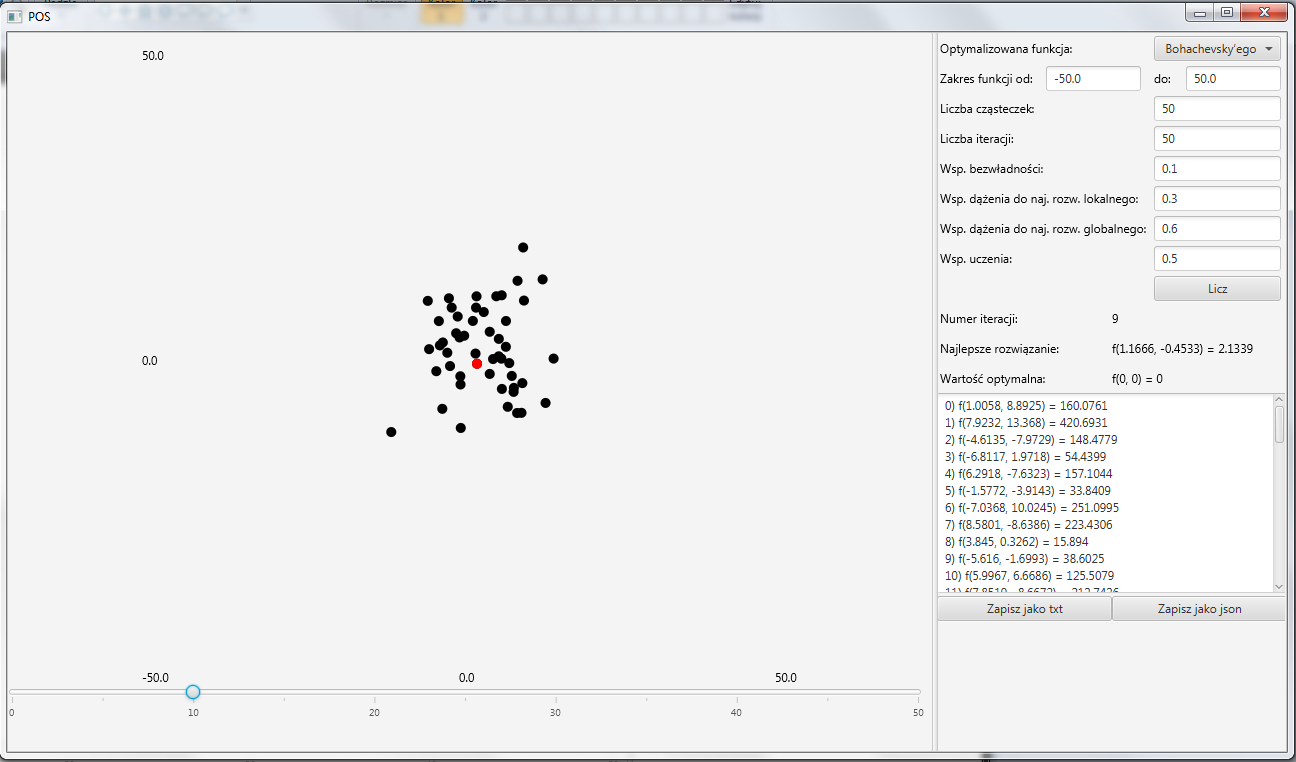 POS
50.0
0.0
-50.0 0.0 50.0
0 10 20 30 40 50
Optymalizowana funkcja: Bohachevsky'ego
Zakres funkcji od: -50.0 do: 50.0
Liczba cząsteczek: 50
Liczba iteracji: 50
Wsp. bezwładności: 0.1
Wsp. dążenia do naj. rozw. lokalnego: 0.3
Wsp. dążenia do naj. rozw. globalnego: 0.6
Wsp. uczenia: 0.5
Licz
Numer iteracji: 9
Najlepsze rozwiązanie: f(1.1666, -0.4533) = 2.1339
Wartość optymalna: f(0, 0) = 0
0) f(1.0058, 8.8925) = 160.0761
1) f(7.9232, 13.368) = 420.6931
2) f(-4.6135, -7.9729) = 148.4779
3) f(-6.8117, 1.9718) = 54.4399
4) f(6.2918, -7.6323) = 157.1044
5) f(-1.5772, -3.9143) = 33.8409
6) f(-7.0368, 10.0245) = 251.0995
7) f(8.5801, -8.6386) = 223.4306
8) f(3.845, 0.3262) = 15.894
9) f(-5.616, -1.6993) = 38.6025
10) f(5.9967, 6.6686) = 125.5079
Zapisz jako txt Zapisz jako json